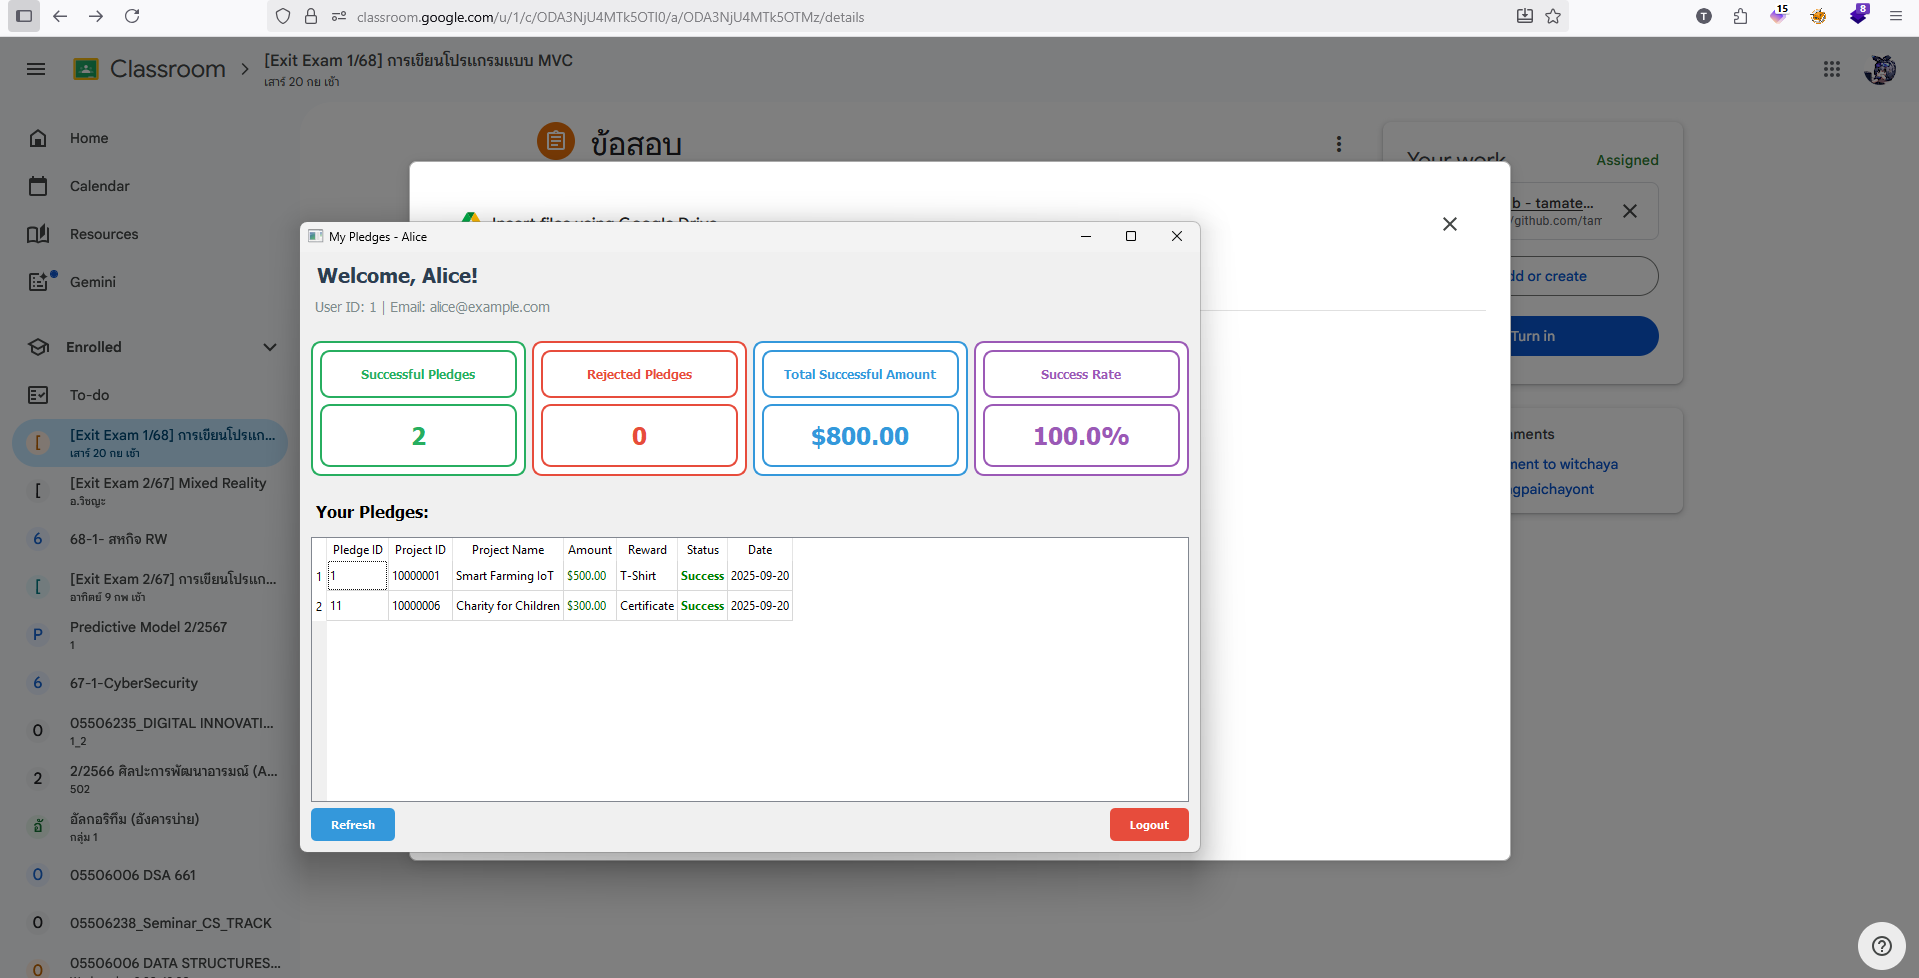 classroom.google.com/u/1/c/ODA3NjU4MTk5OTI0/a/ODA3NjU4MTk5OTMz/details
T
15
8
Classroom
[Exit Exam 1/68] การเขียนโปรแกรมแบบ MVC
เสาร์ 20 กย เช้า
Home
Calendar
Resources
Gemini
Enrolled
To-do
[
[Exit Exam 1/68] การเขียนโปรแก...
เสาร์ 20 กย เช้า
[
[Exit Exam 2/67] Mixed Reality
อ.วิชญะ
6
68-1- สหกิจ RW
[
[Exit Exam 2/67] การเขียนโปรแก...
อาทิตย์ 9 กพ เช้า
P
Predictive Model 2/2567
1
6
67-1-CyberSecurity
0
05506235_DIGITAL INNOVATI...
1_2
2
2/2566 ศิลปะการพัฒนาอารมณ์ (A...
502
อั
อัลกอริทึม (อังคารบ่าย)
กลุ่ม 1
0
05506006 DSA 661
0
05506238_Seminar_CS_TRACK
0
05506006 DATA STRUCTURES...
ข้อสอบ
Your work
Assigned
b - tamate...
/github.com/tam
dd or create
Turn in
ments
ment to witchaya
gpaichayont
Insert files using Google Drive
My Pledges - Alice
Welcome, Alice!
User ID: 1 | Email: alice@example.com
Successful Pledges
2
Rejected Pledges
0
Total Successful Amount
$800.00
Success Rate
100.0%
Your Pledges:
Pledge ID Project ID Project Name Amount Reward Status Date
1 1 10000001 Smart Farming IoT $500.00 T-Shirt Success 2025-09-20
2 11 10000006 Charity for Children $300.00 Certificate Success 2025-09-20
Refresh
Logout